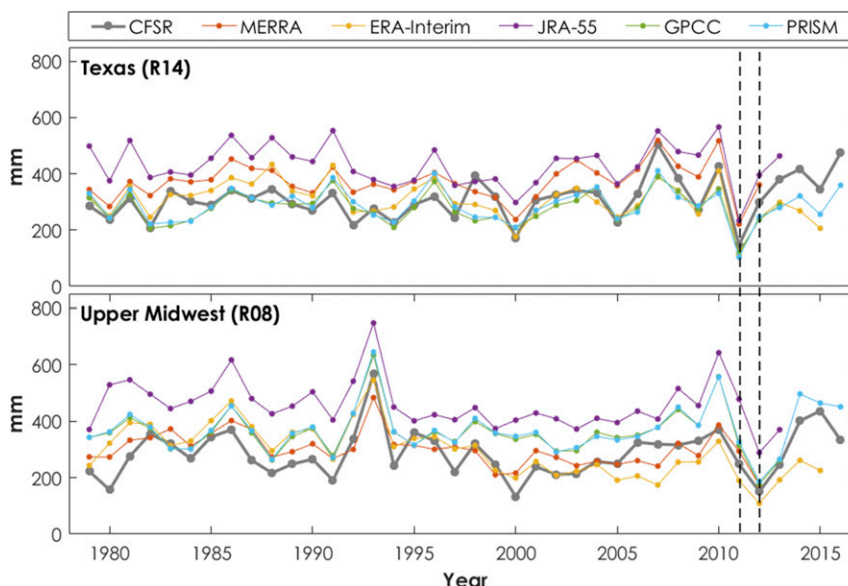 CFSR MERRA ERA-Interim JRA-55 GPCC PRISM
Texas (R14)
800
600
400
200
0
mm
Upper Midwest (R08)
800
600
400
200
0
mm
1980 1985 1990 1995 2000 2005 2010 2015
Year